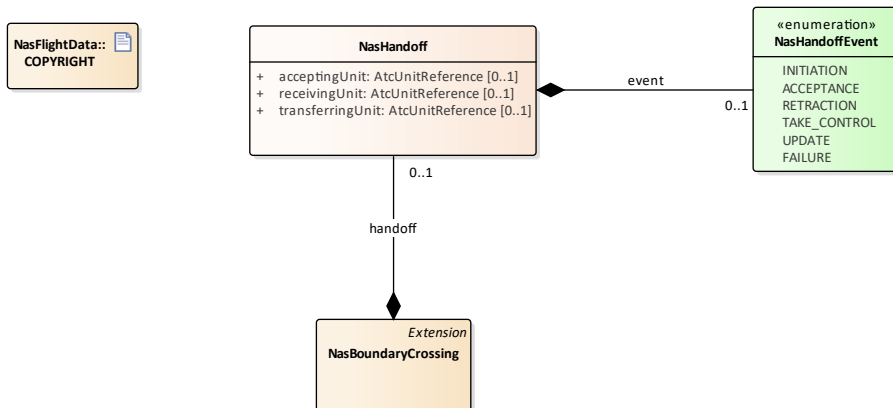 NasFlightData::
COPYRIGHT
NasHandoff
+ acceptingUnit: AtcUnitReference [0..1]
+ receivingUnit: AtcUnitReference [0..1]
+ transferringUnit: AtcUnitReference [0..1]
event
0..1
«enumeration»
NasHandoffEvent
INITIATION
ACCEPTANCE
RETRACTION
TAKE_CONTROL
UPDATE
FAILURE
0..1
handoff
Extension
NasBoundaryCrossing